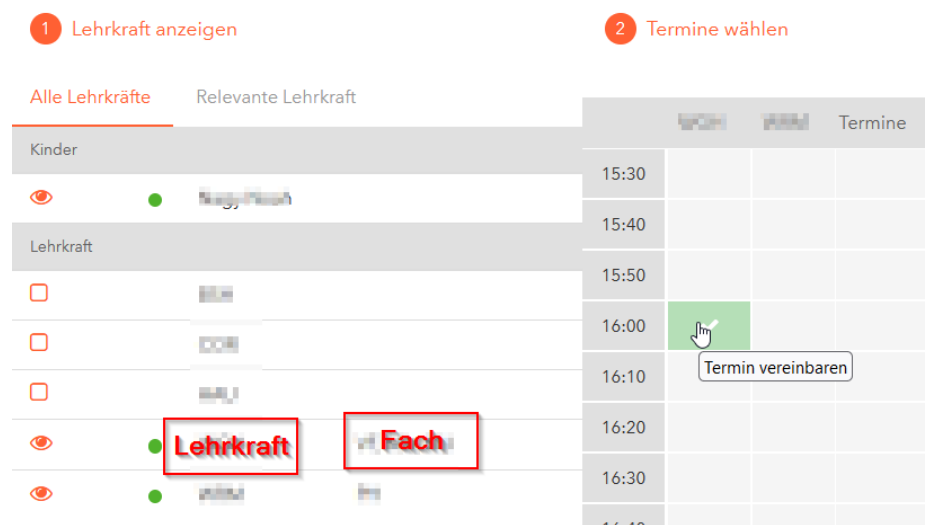 1 Lehrkraft anzeigen
Alle Lehrkräfte Relevante Lehrkraft
Kinder
Lehrkraft
Lehrkraft Fach
2 Termine wählen
Termine
15:30
15:40
15:50
16:00
Termin vereinbaren
16:10
16:20
16:30